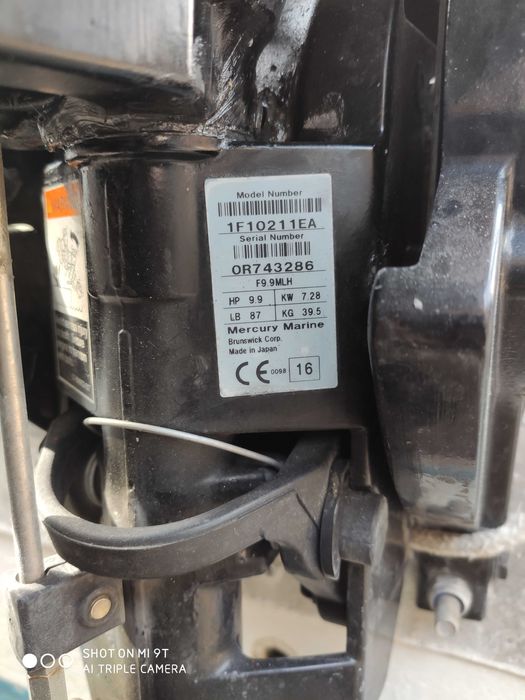 Model Number
1F10211EA
Serial Number
0R743286
F9.9MLH
HP 9.9 KW 7.28
LB 87 KG 39.5
Mercury Marine
Brunswick Corp.
Made in Japan
CE 0098 16
SHOT ON MI 9T
AI TRIPLE CAMERA